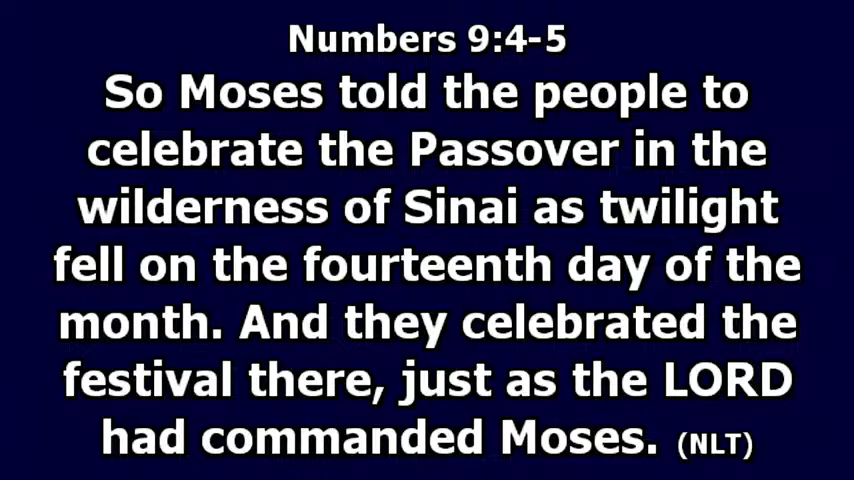 Numbers 9:4-5
So Moses told the people to
celebrate the Passover in the
wilderness of Sinai as twilight
fell on the fourteenth day of the
month. And they celebrated the
festival there, just as the LORD
had commanded Moses. (NLT)